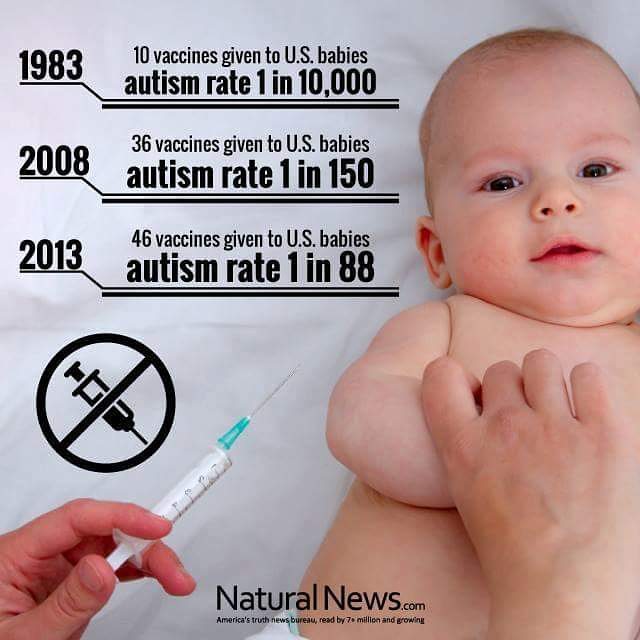 1983
10 vaccines given to U.S. babies
autism rate 1 in 10,000
2008
36 vaccines given to U.S. babies
autism rate 1 in 150
2013
46 vaccines given to U.S. babies
autism rate 1 in 88
Natural News.com
America's truth-news bureau, read by 7+ million and growing